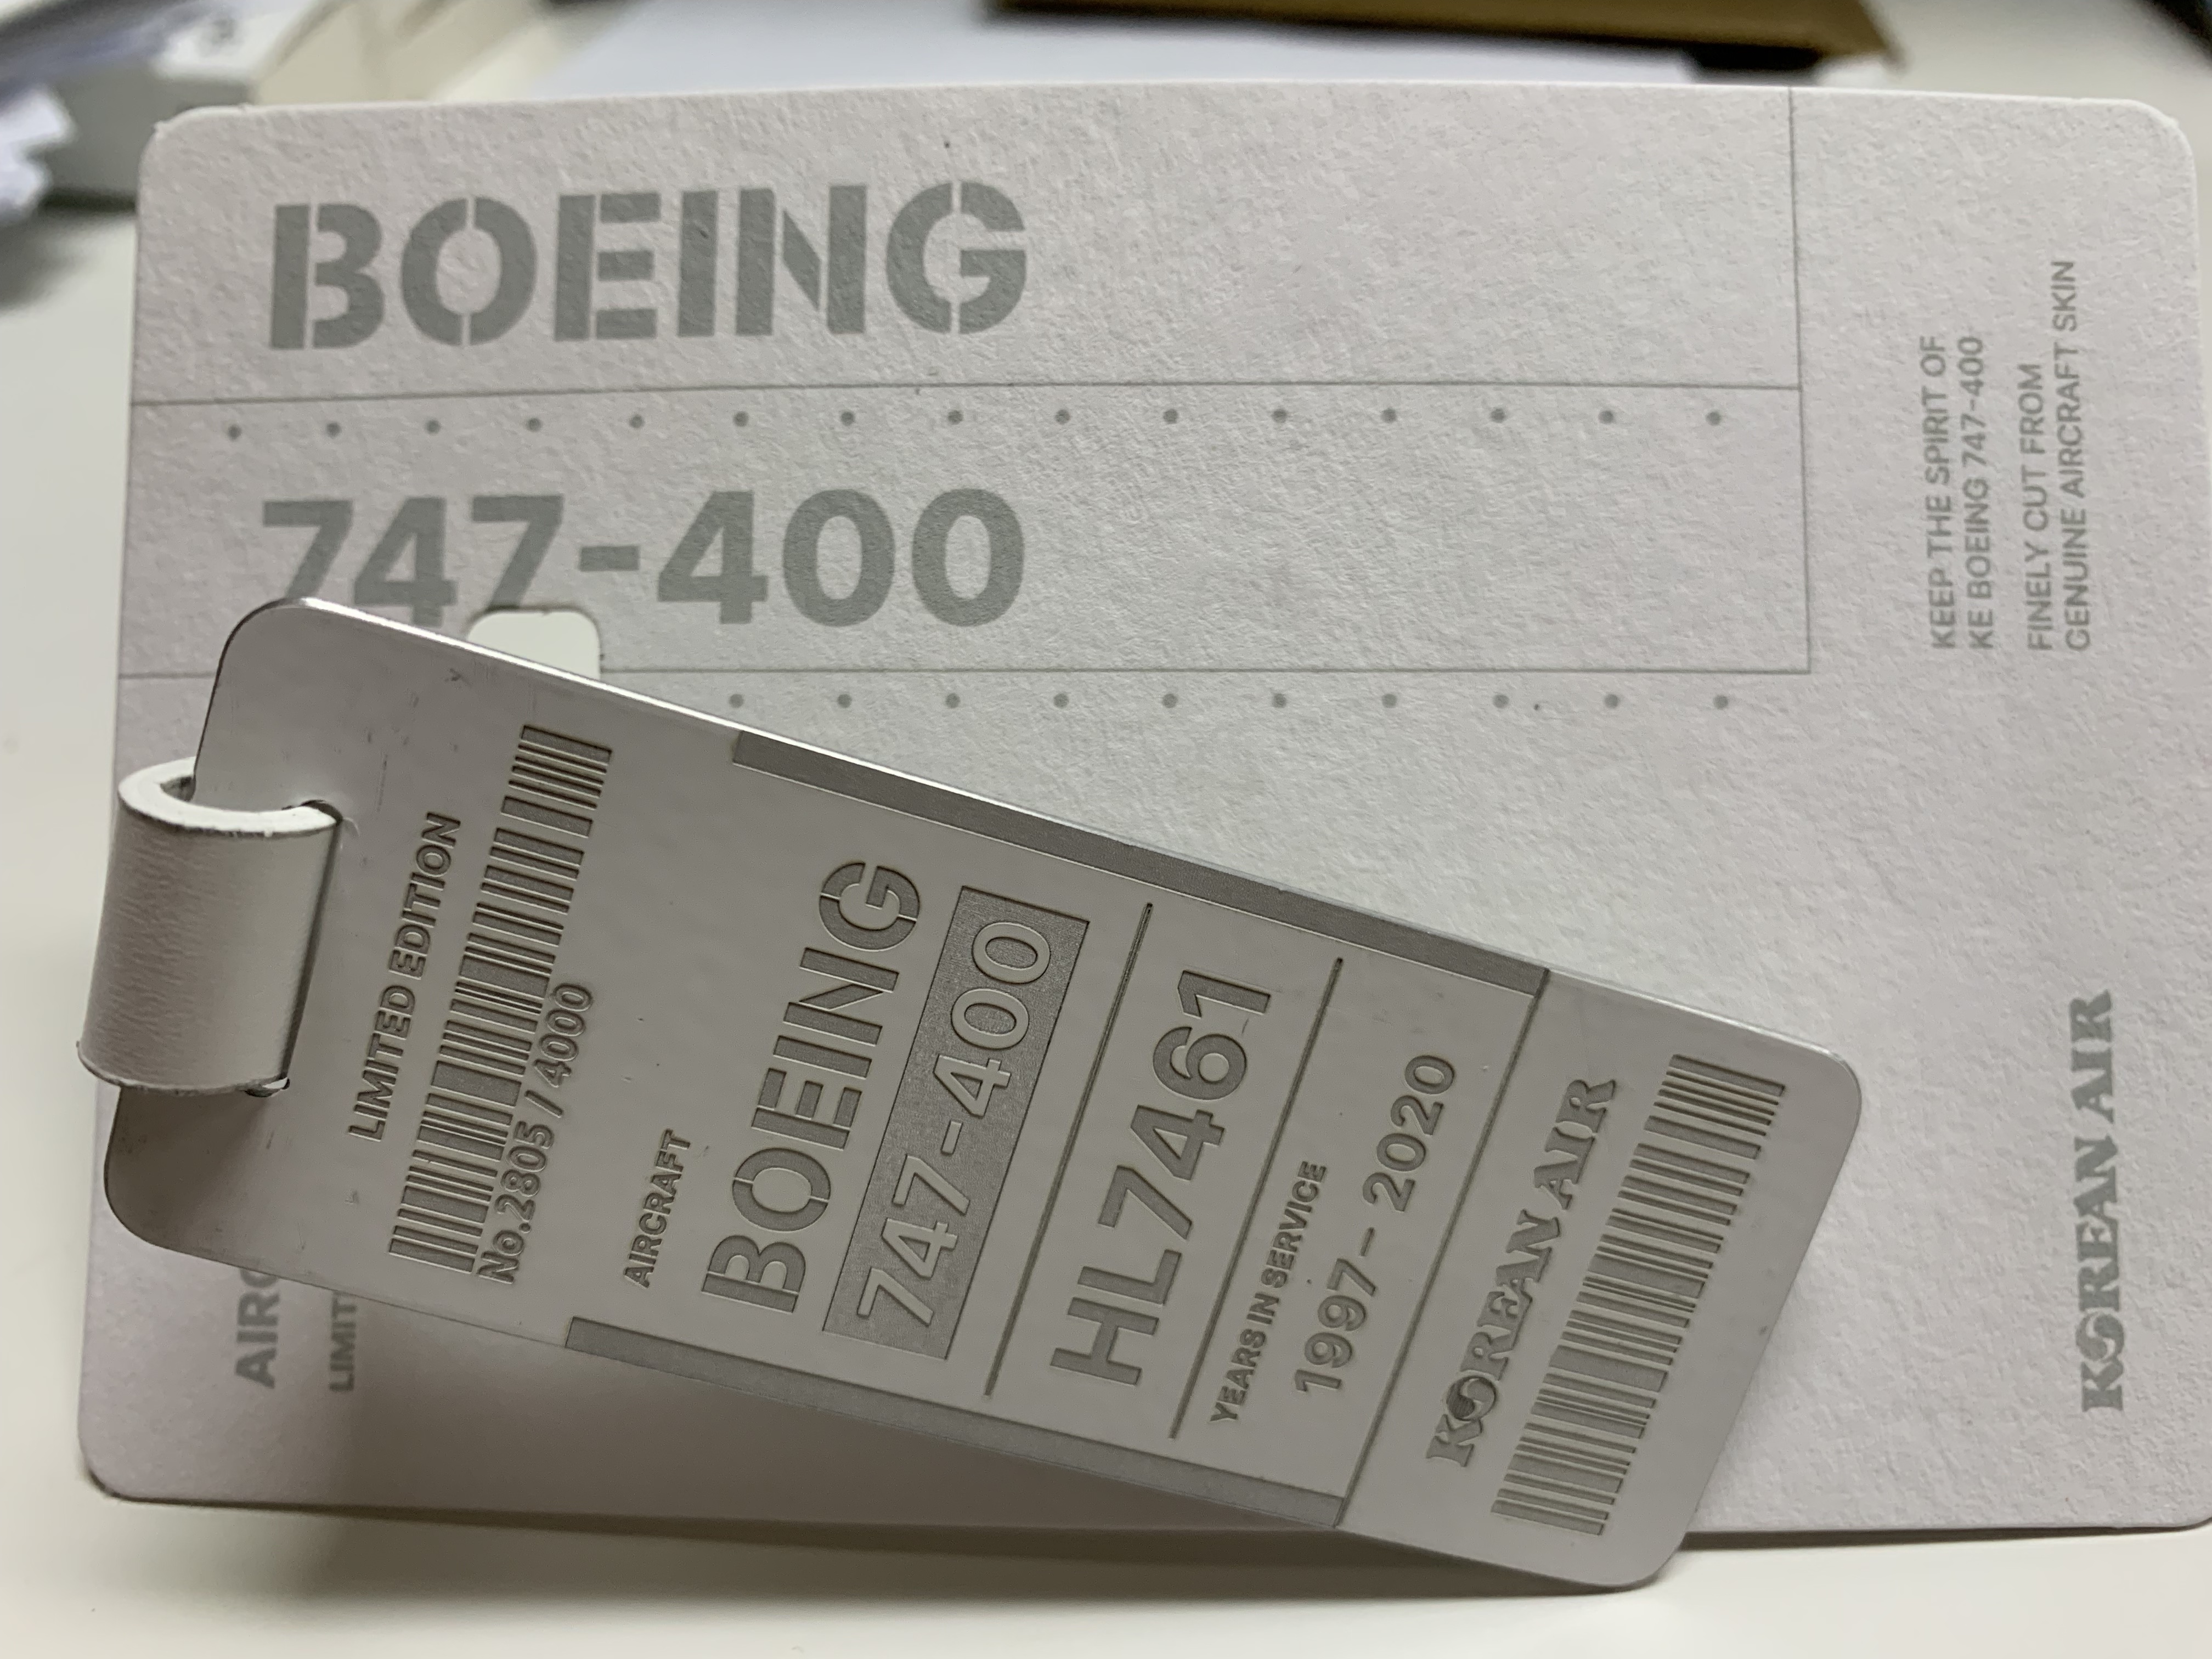 BOEING
747-400
KEEP THE SPIRIT OF
KE BOEING 747-400
FINELY CUT FROM
GENUINE AIRCRAFT SKIN
KOREAN AIR
LIMITED EDITION
No.2805 / 4000
AIRCRAFT
BOEING
747-400
HL7461
YEARS IN SERVICE
1997 - 2020
KOREAN AIR